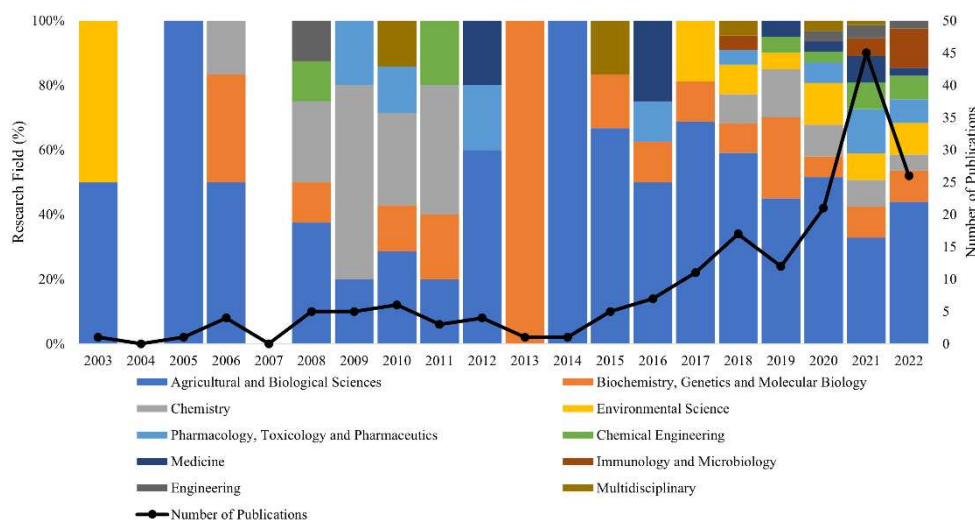 100%
80%
60%
40%
20%
0%
Research Field (%)
50
45
40
35
30
25
20
15
10
5
0
Number of Publications
2003 2004 2005 2006 2007 2008 2009 2010 2011 2012 2013 2014 2015 2016 2017 2018 2019 2020 2021 2022
Agricultural and Biological Sciences
Biochemistry, Genetics and Molecular Biology
Chemistry
Environmental Science
Pharmacology, Toxicology and Pharmaceutics
Chemical Engineering
Medicine
Immunology and Microbiology
Engineering
Multidisciplinary
Number of Publications